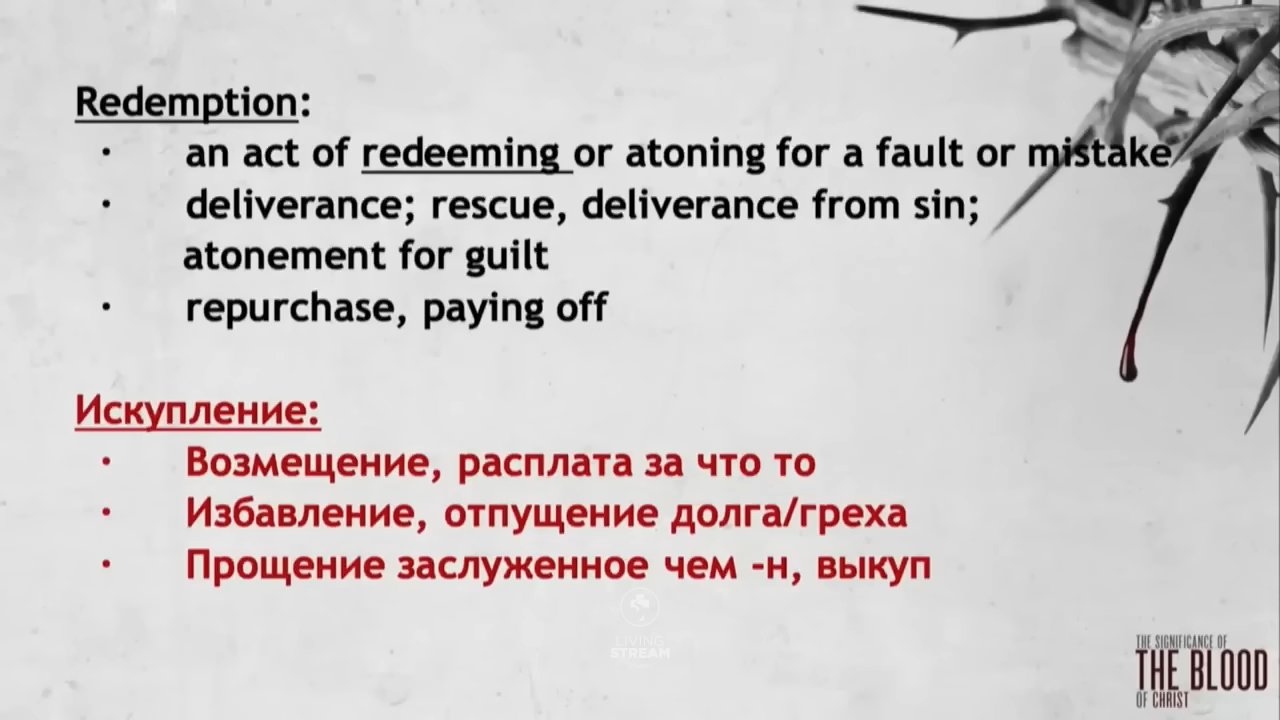 Redemption:
· an act of redeeming or atoning for a fault or mistake
· deliverance; rescue, deliverance from sin;
atonement for guilt
· repurchase, paying off
Искупление:
· Возмещение, расплата за что то
· Избавление, отпущение долга/греха
· Прощение заслуженное чем -н, выкуп
LIVING
STREAM
THE SIGNIFICANCE OF
THE BLOOD
OF CHRIST